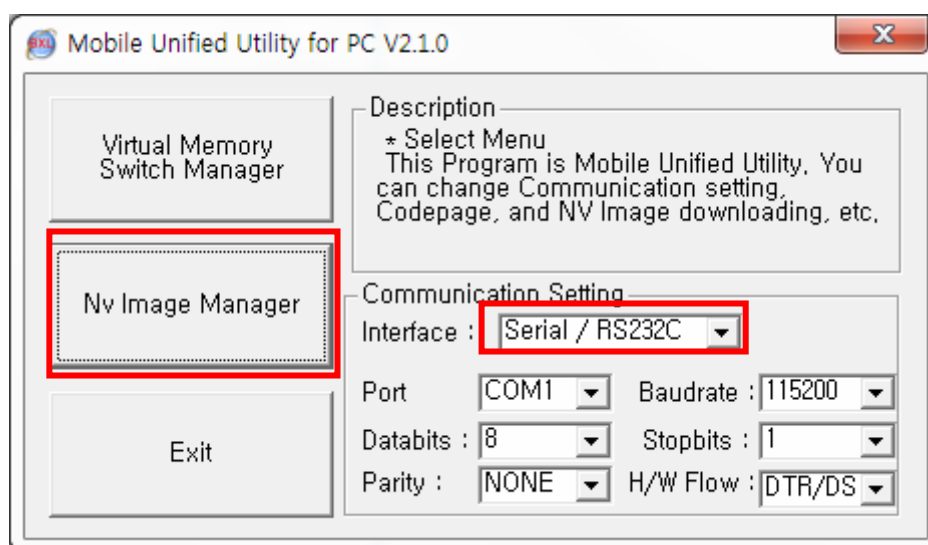 BXL Mobile Unified Utility for PC V2.1.0
Virtual Memory
Switch Manager
Nv Image Manager
Exit
Description
* Select Menu
This Program is Mobile Unified Utility, You
can change Communication setting,
Codepage, and NV Image downloading, etc,
Communication Setting
Interface : Serial / RS232C
Port COM1 Baudrate : 115200
Databits : 8 Stopbits : 1
Parity : NONE H/W Flow : DTR/DS